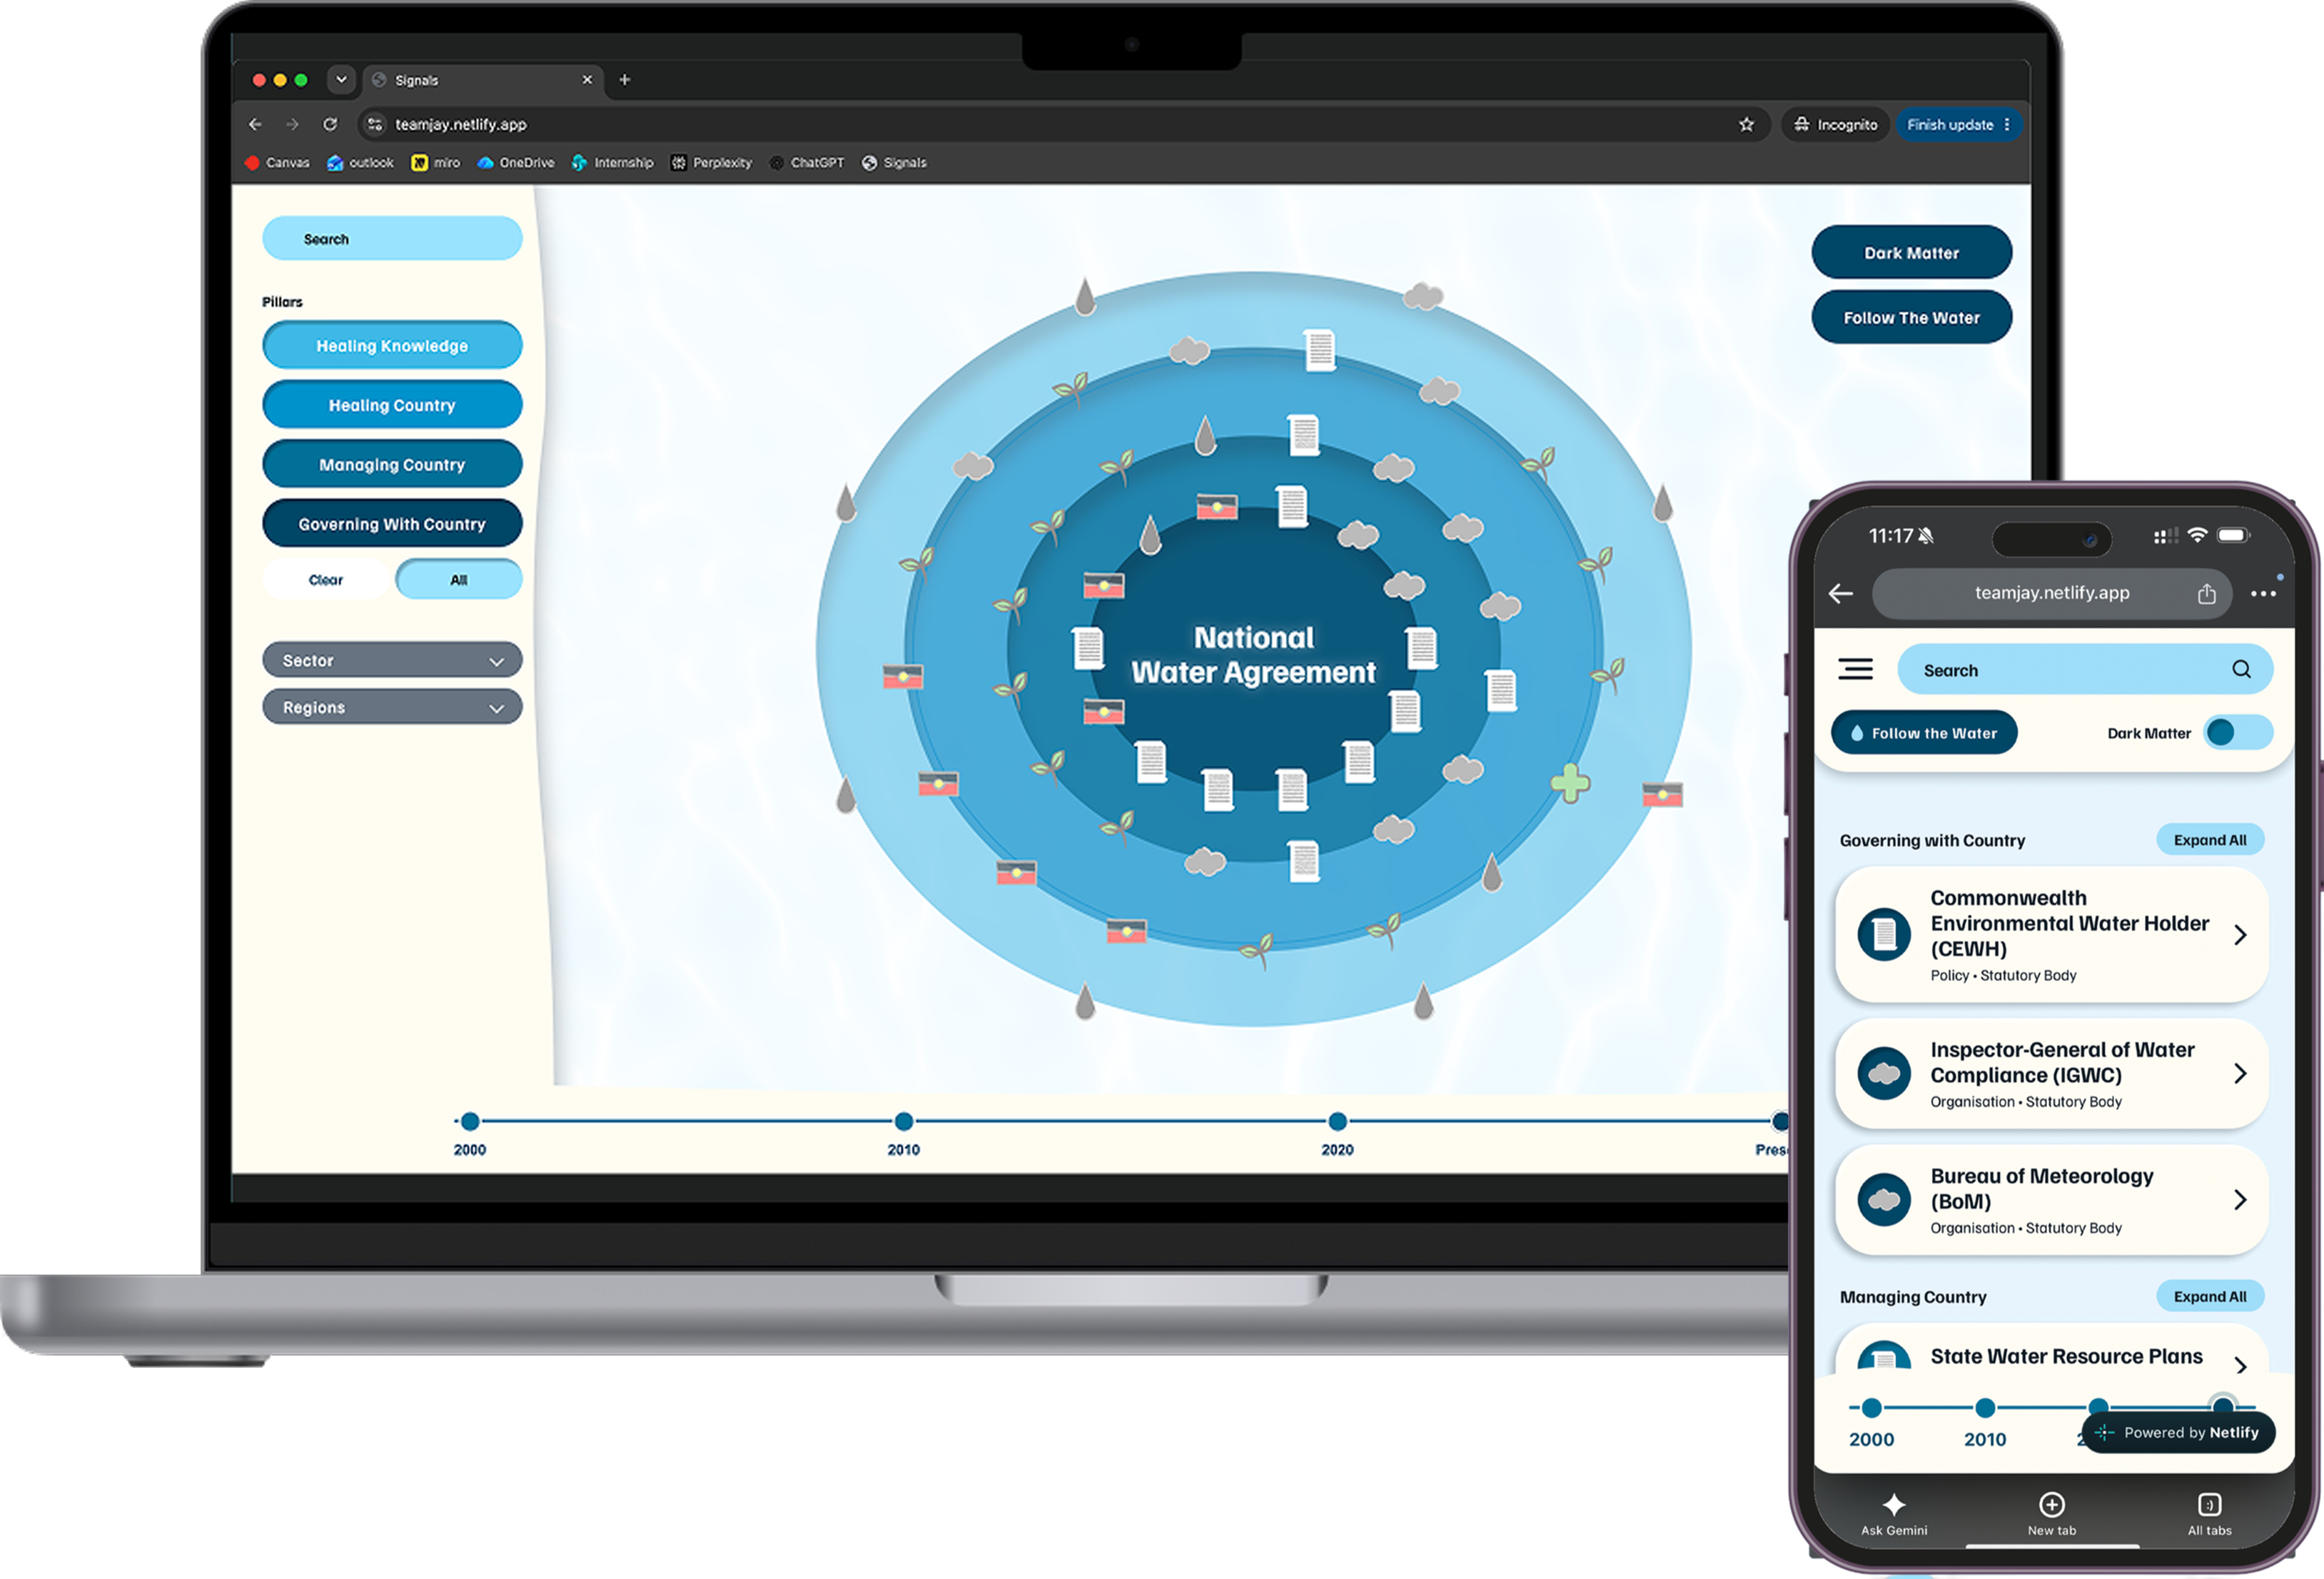 Signals
teamjay.netlify.app
Incognito
Finish update
Canvas
outlook
miro
OneDrive
Internship
Perplexity
ChatGPT
Signals
Search
Pillars
Healing Knowledge
Healing Country
Managing Country
Governing With Country
Clear
All
Sector
Regions
Dark Matter
Follow The Water
National
Water Agreement
2000
2010
2020
11:17
teamjay.netlify.app
Search
Follow the Water
Dark Matter
Governing with Country
Expand All
Commonwealth
Environmental Water Holder
(CEWH)
Policy • Statutory Body
Inspector-General of Water
Compliance (IGWC)
Organisation • Statutory Body
Bureau of Meteorology
(BoM)
Organisation • Statutory Body
Managing Country
Expand All
State Water Resource Plans
2000
2010
Powered by Netlify
Ask Gemini
New tab
All tabs